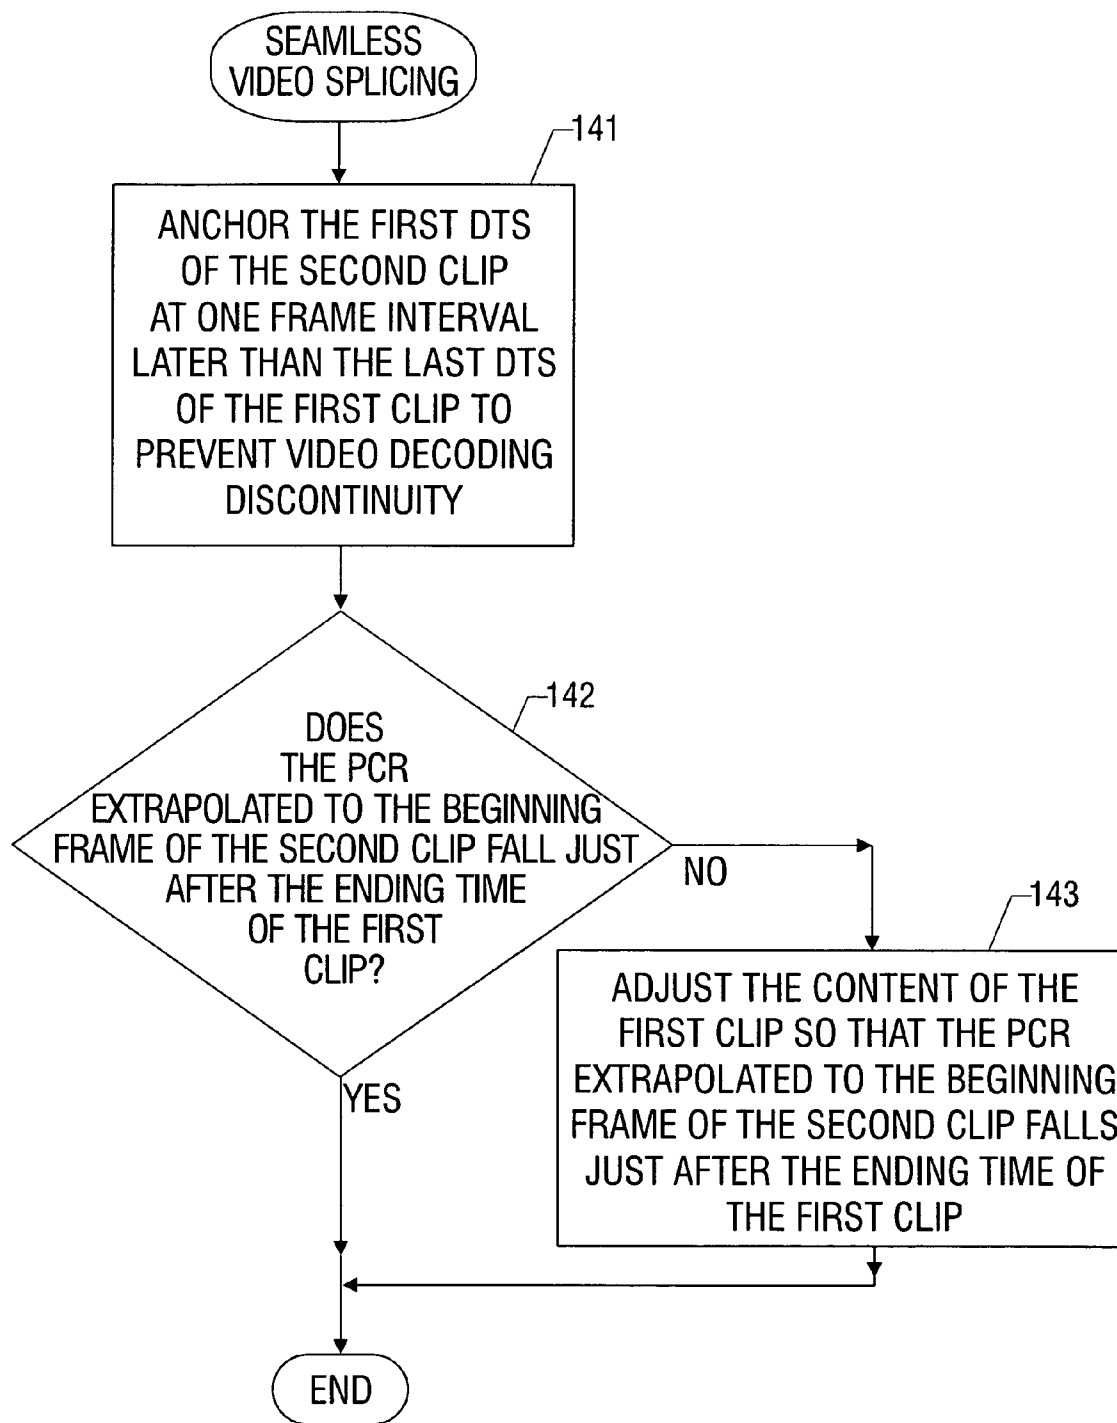 SEAMLESS
VIDEO SPLICING
141
ANCHOR THE FIRST DTS
OF THE SECOND CLIP
AT ONE FRAME INTERVAL
LATER THAN THE LAST DTS
OF THE FIRST CLIP TO
PREVENT VIDEO DECODING
DISCONTINUITY
142
DOES
THE PCR
EXTRAPOLATED TO THE BEGINNING
FRAME OF THE SECOND CLIP FALL JUST
AFTER THE ENDING TIME
OF THE FIRST
CLIP?
NO
YES
143
ADJUST THE CONTENT OF THE
FIRST CLIP SO THAT THE PCR
EXTRAPOLATED TO THE BEGINNING
FRAME OF THE SECOND CLIP FALLS
JUST AFTER THE ENDING TIME OF
THE FIRST CLIP
END